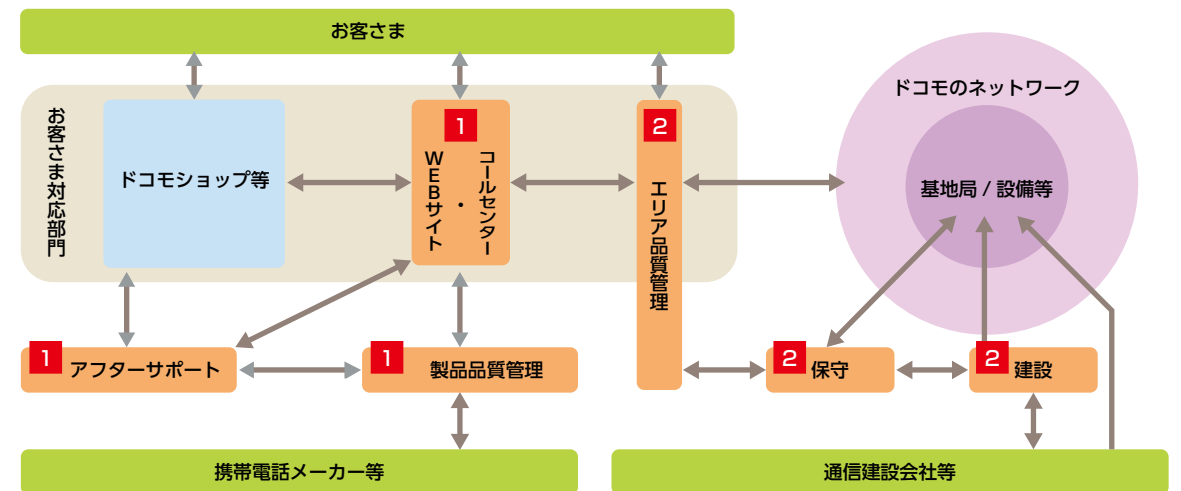 お客さま
ドコモのネットワーク
基地局 / 設備等
お客さま対応部門
ドコモショップ等
1
コールセンター
・
WEBサイト
2
エリア品質管理
1
アフターサポート
1
製品品質管理
2
保守
2
建設
携帯電話メーカー等
通信建設会社等